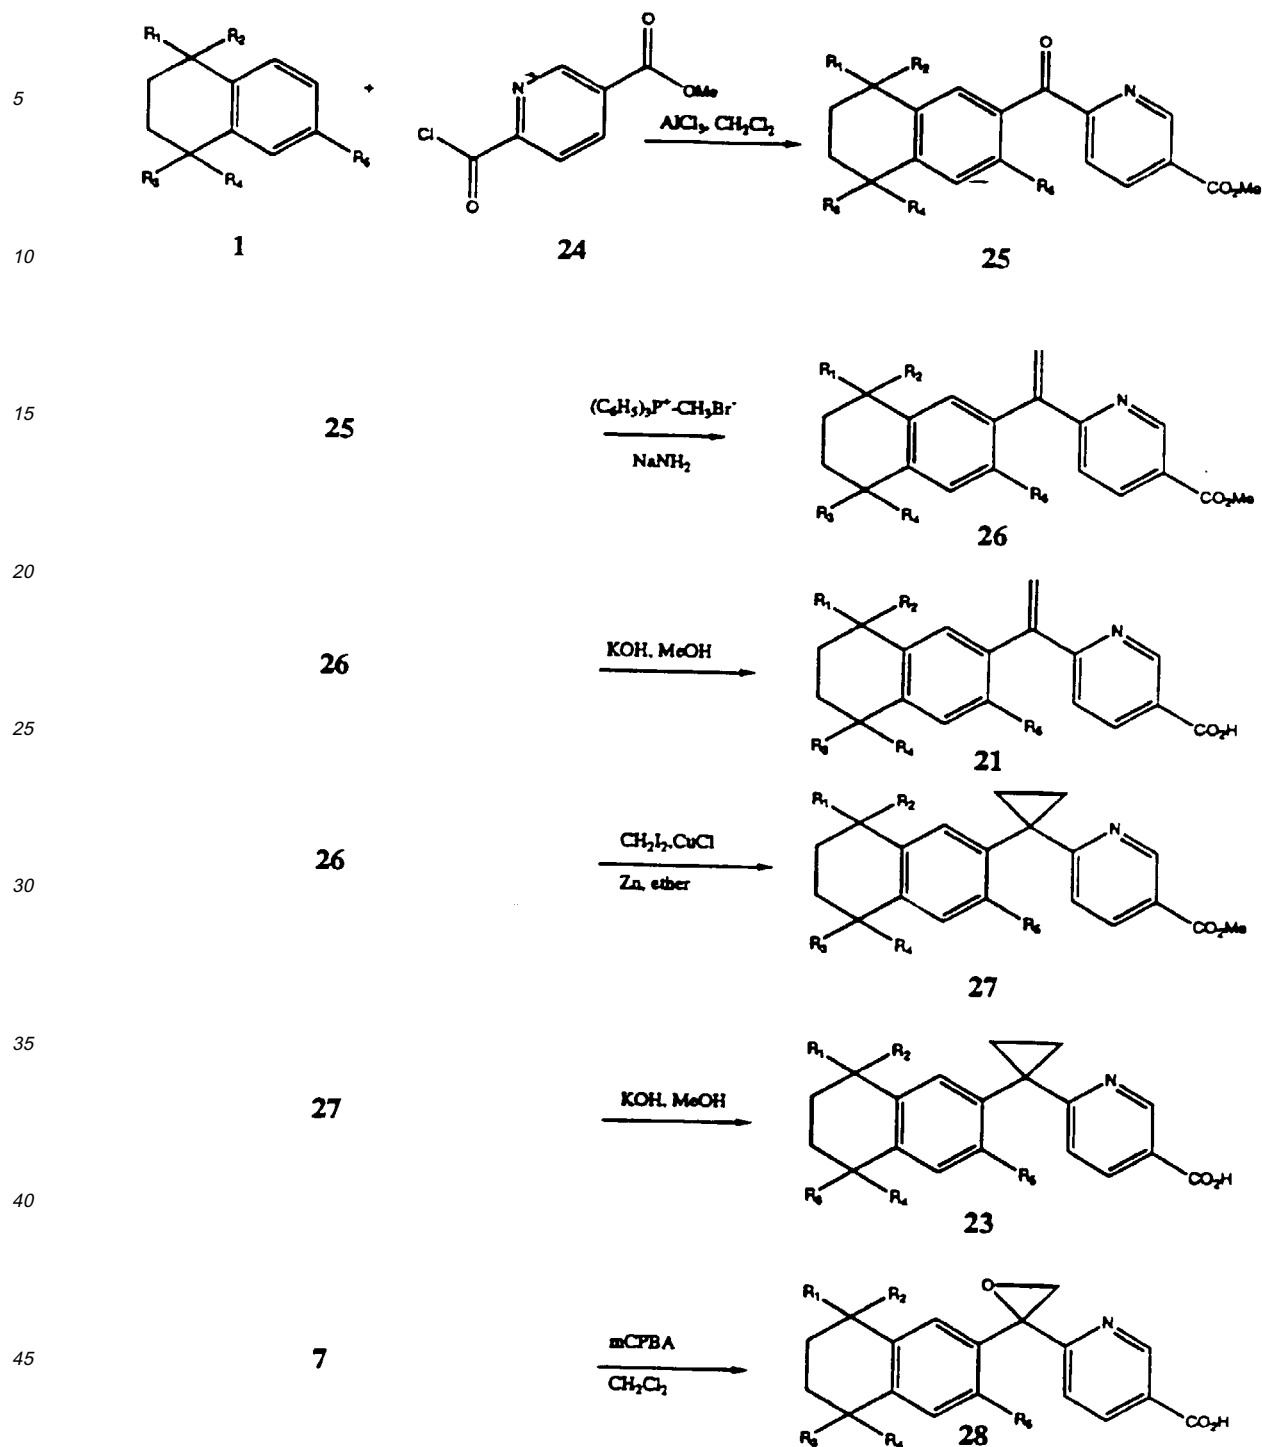 R₁ R₂ + O OMe Cl O AlCl₃, CH₂Cl₂ R₁ R₂ O N CO₂Me
5
R₃ R₄ R₅ R₃ R₄ R₅
1 24 25
10
15
25 (C₆H₅)₃P⁺-CH₃Br⁻ R₁ R₂ N
NaNH₂ R₃ R₄ R₅ CO₂Me
26
20
26 KOH, MeOH R₁ R₂ N
R₃ R₄ R₅ CO₂H
25
21
26 CH₂I₂,CuCl R₁ R₂ N
30 Zn, ether
R₃ R₄ R₅ CO₂Me
27
35
27 KOH, MeOH R₁ R₂ N
R₅ R₄ R₅ CO₂H
40
23
7 mCPBA R₁ R₂ O N
45 CH₂Cl₂
R₃ R₄ R₅ CO₂H
28